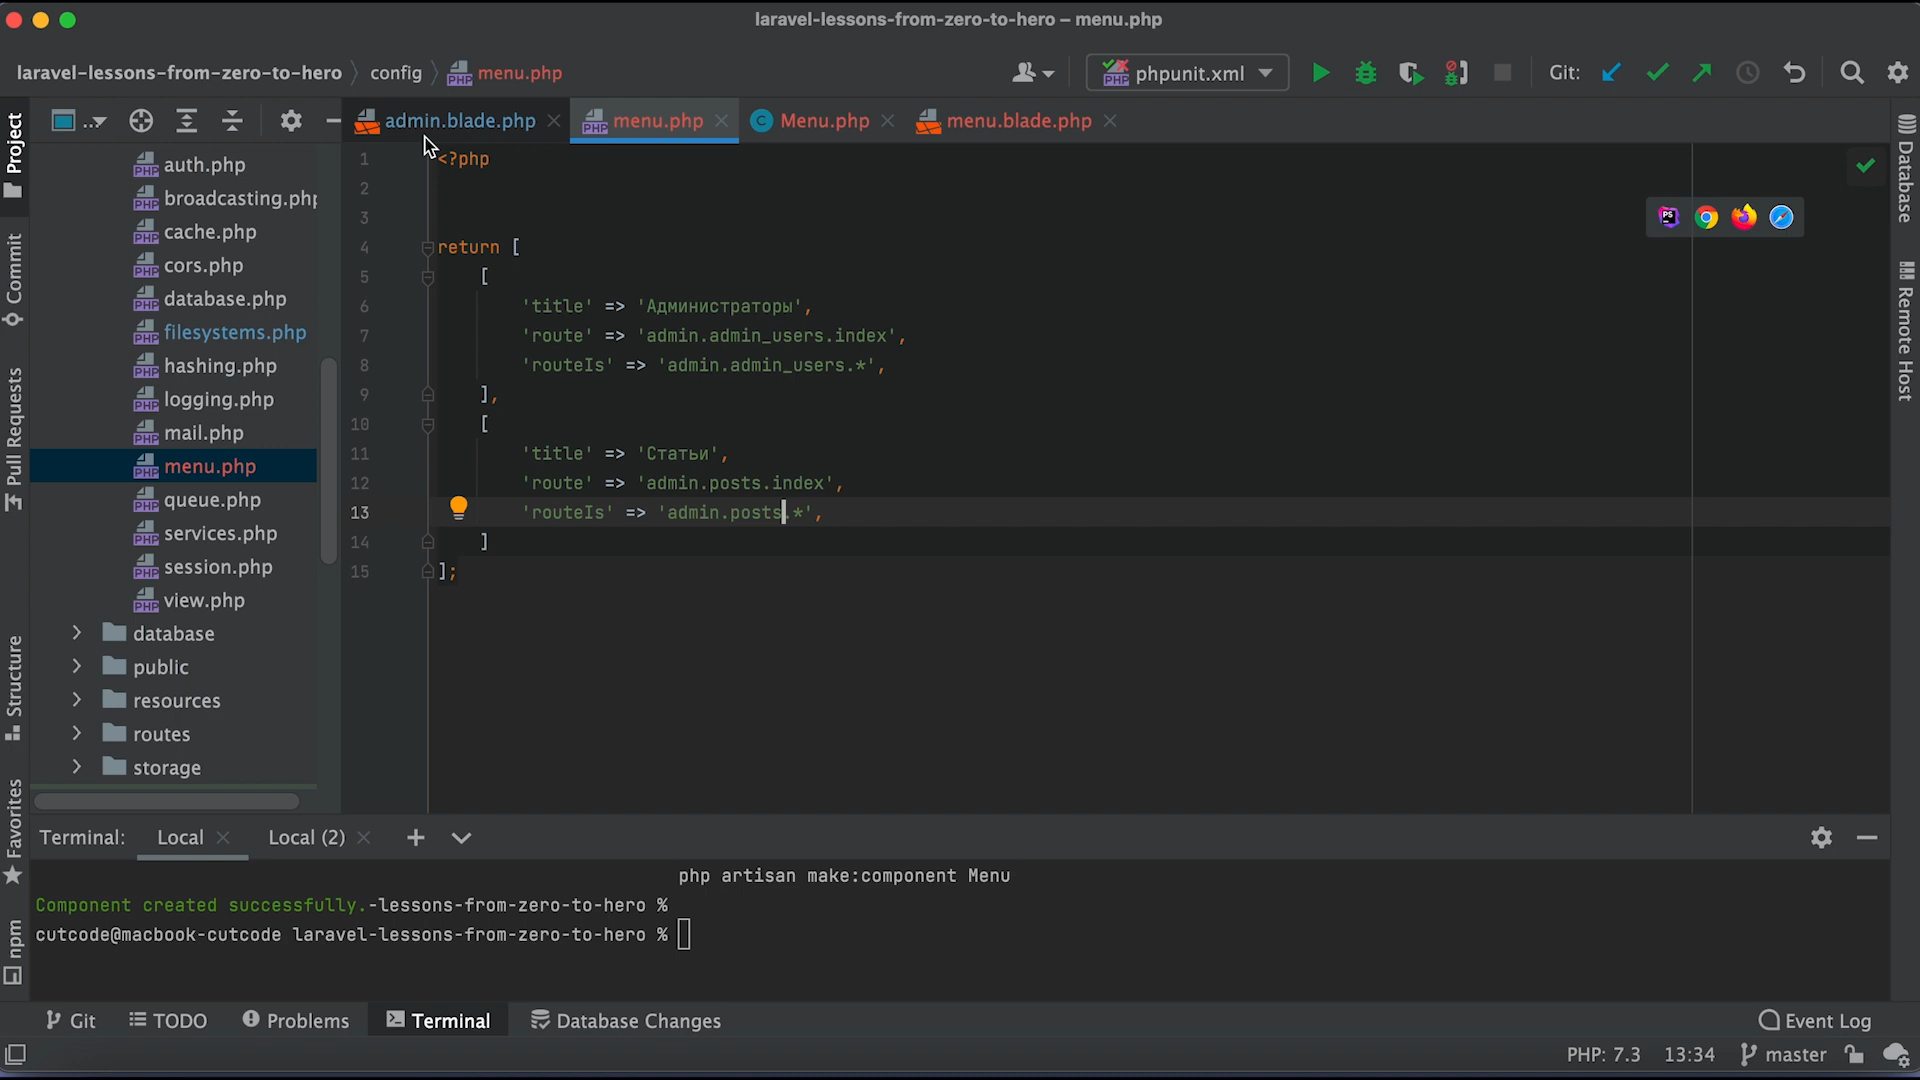 laravel-lessons-from-zero-to-hero – menu.php
laravel-lessons-from-zero-to-hero config menu.php
phpunit.xml
Git:
Project
Commit
Pull Requests
Structure
Favorites
npm
Database
Remote Host
...
admin.blade.php
menu.php
Menu.php
menu.blade.php
auth.php
broadcasting.php
cache.php
cors.php
database.php
filesystems.php
hashing.php
logging.php
mail.php
menu.php
queue.php
services.php
session.php
view.php
database
public
resources
routes
storage
1 <?php
2
3
4 return [
5 [
6 'title' => 'Администраторы',
7 'route' => 'admin.admin_users.index',
8 'routeIs' => 'admin.admin_users.*',
9 ],
10 [
11 'title' => 'Статьи',
12 'route' => 'admin.posts.index',
13 'routeIs' => 'admin.posts.*',
14 ]
15 ];
Terminal: Local Local (2)
php artisan make:component Menu
Component created successfully.-lessons-from-zero-to-hero %
cutcode@macbook-cutcode laravel-lessons-from-zero-to-hero %
Git TODO Problems Terminal Database Changes Event Log
PHP: 7.3 13:34 master